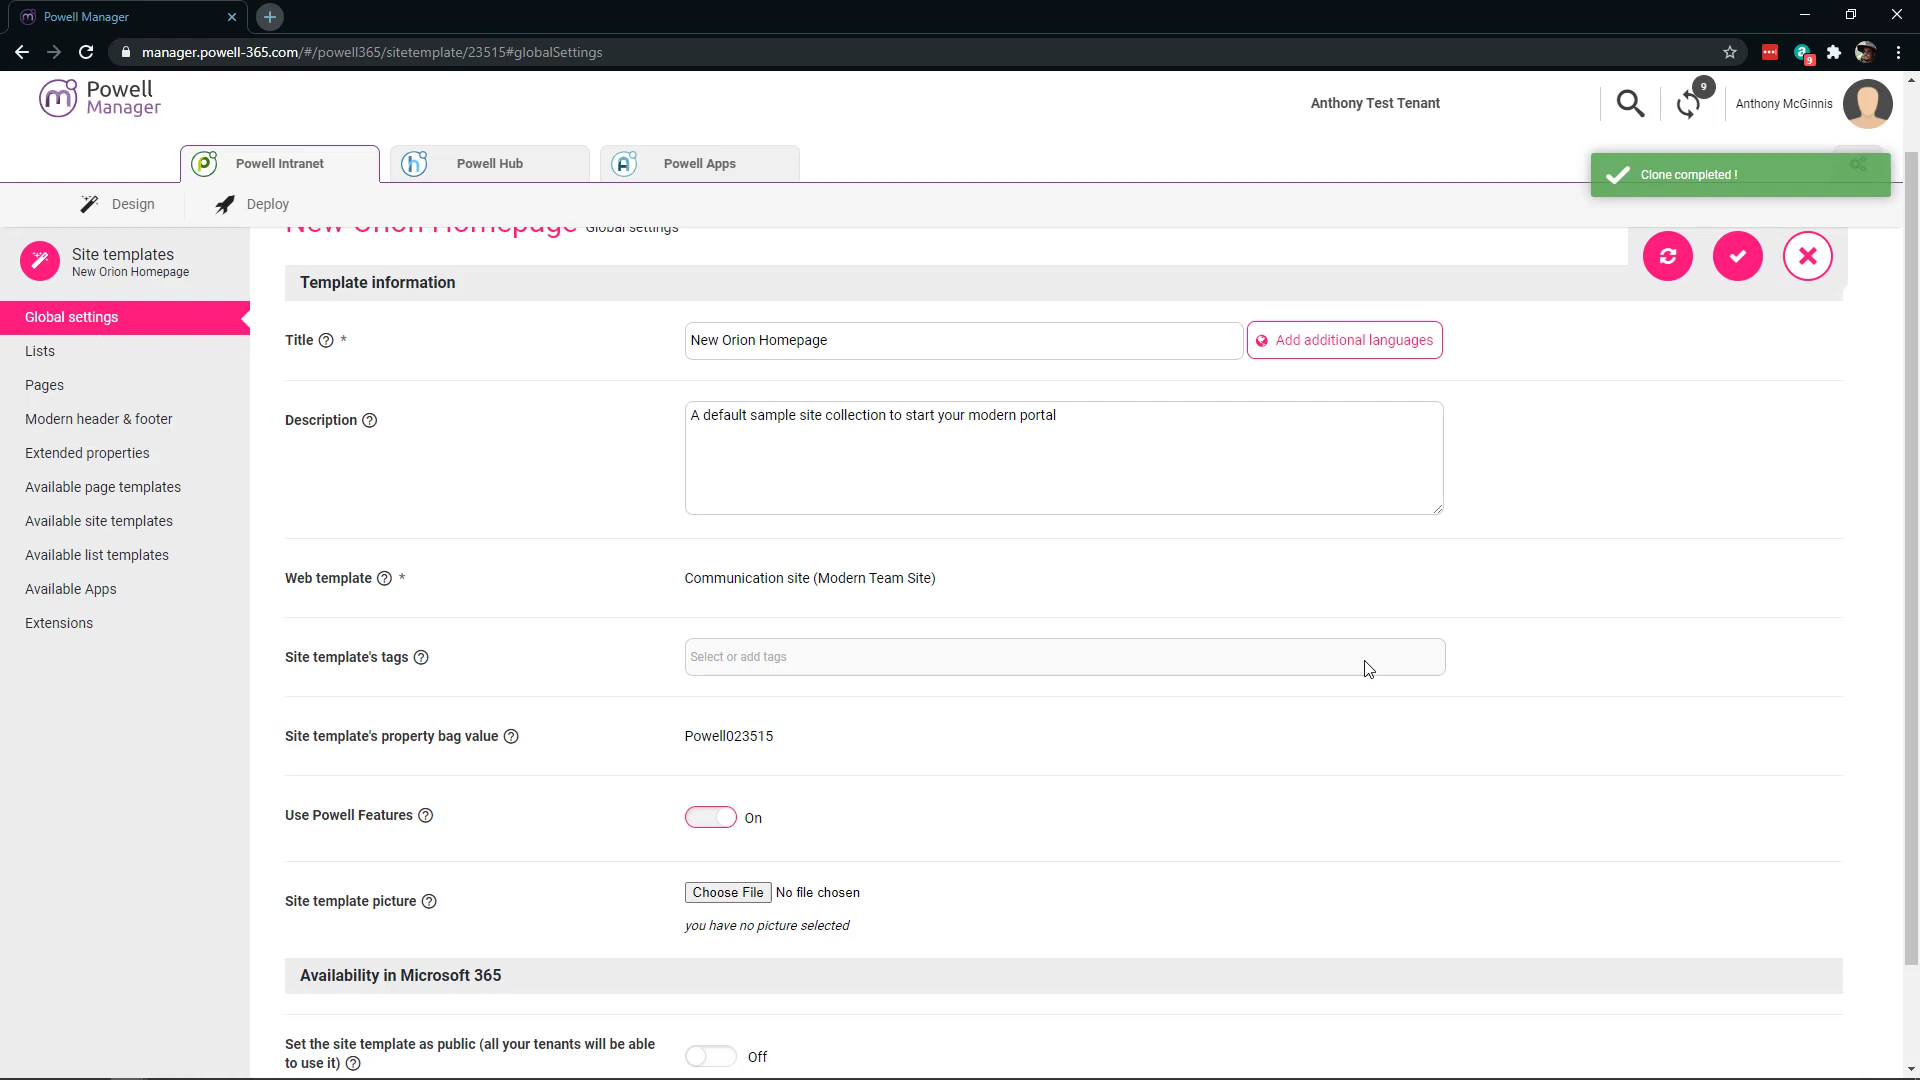 Powell Manager
manager.powell-365.com/#/powell365/sitetemplate/23515#globalSettings
9
Powell
Manager
Anthony Test Tenant
9
Anthony McGinnis
Powell Intranet
Powell Hub
Powell Apps
Clone completed !
Design
Deploy
Site templates
New Orion Homepage
New Orion Homepage Global settings
Global settings
Lists
Pages
Modern header & footer
Extended properties
Available page templates
Available site templates
Available list templates
Available Apps
Extensions
Template information
Title *
New Orion Homepage
Add additional languages
Description
A default sample site collection to start your modern portal
Web template *
Communication site (Modern Team Site)
Site template's tags
Select or add tags
Site template's property bag value
Powell023515
Use Powell Features
On
Site template picture
Choose File No file chosen
you have no picture selected
Availability in Microsoft 365
Set the site template as public (all your tenants will be able
to use it)
Off